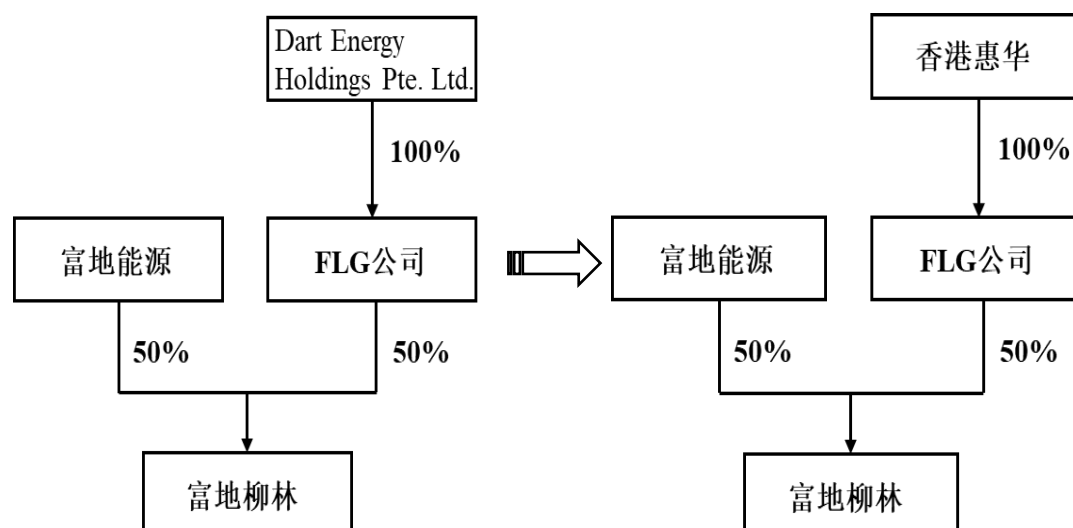 Dart Energy
Holdings Pte. Ltd.
100%
富地能源
FLG公司
50%
50%
富地柳林
香港惠华
100%
富地能源
FLG公司
50%
50%
富地柳林